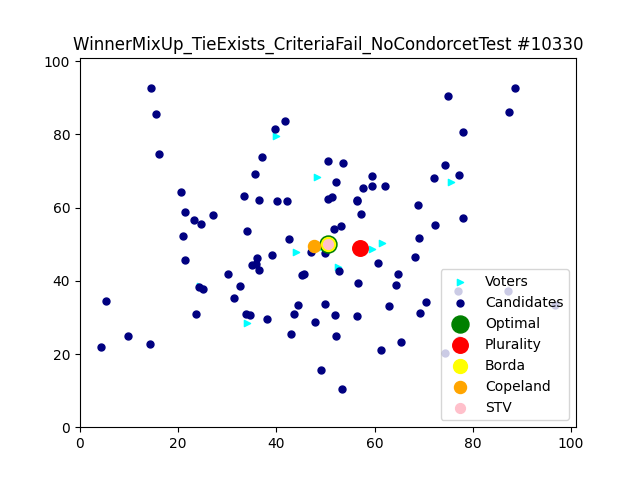 WinnerMixUp_TieExists_CriteriaFail_NoCondorcetTest #10330
100
80
60
40
20
0
0 20 40 60 80 100
Voters
Candidates
Optimal
Plurality
Borda
Copeland
STV